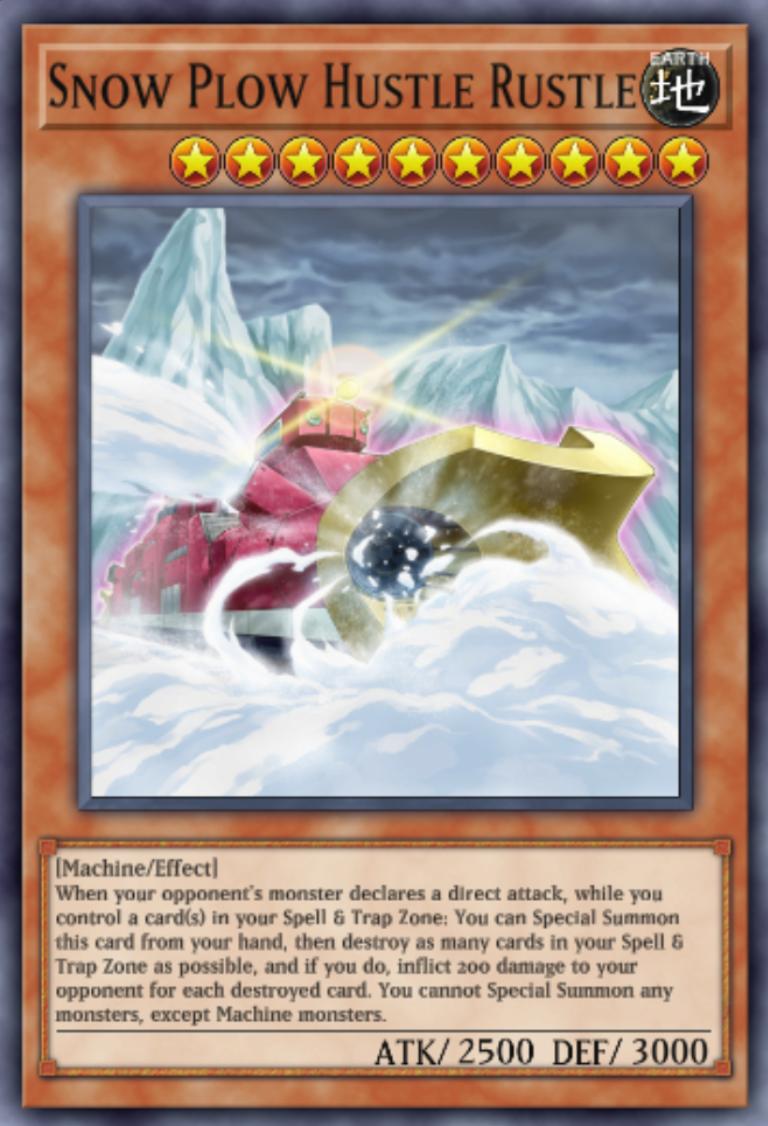 Snow Plow Hustle Rustle
EARTH
地
[Machine/Effect]
When your opponent's monster declares a direct attack, while you
control a card(s) in your Spell & Trap Zone: You can Special Summon
this card from your hand, then destroy as many cards in your Spell &
Trap Zone as possible, and if you do, inflict 200 damage to your
opponent for each destroyed card. You cannot Special Summon any
monsters, except Machine monsters.
ATK/ 2500 DEF/ 3000